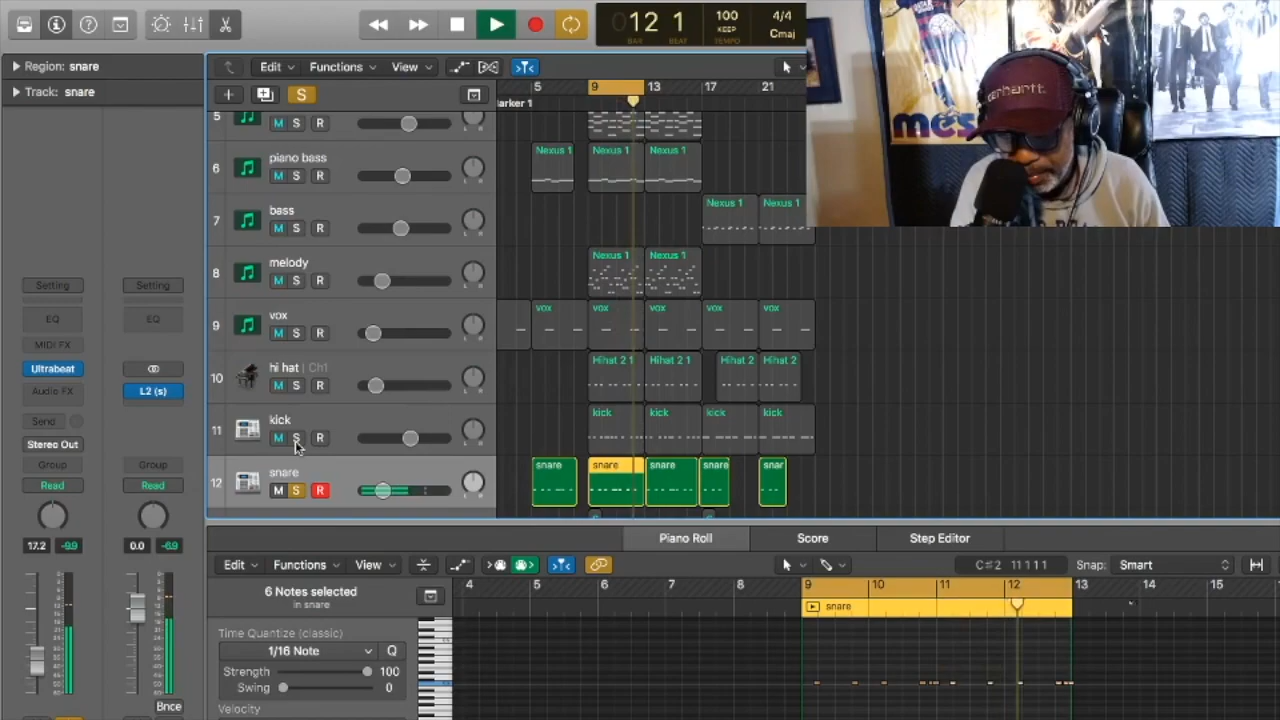 12 1
BAR BEAT
100
KEEP
TEMPO
4/4
Cmaj
carhartt
Region: snare
Track: snare
Edit Functions View
S
5 9 13 17 21
arker 1
5 M S R
6 piano bass
M S R
Nexus 1 Nexus 1 Nexus 1
7 bass
M S R
Nexus 1 Nexus 1
8 melody
M S R
Nexus 1 Nexus 1
9 vox
M S R
vox vox vox vox vox
10 hi hat | Ch1
M S R
Hihat 2 1 Hihat 2 1 Hihat 2 Hihat 2
11 kick
M S R
kick kick kick kick
12 snare
M S R
snare snare snare snare snar
Setting Setting
EQ EQ
MIDI FX
Ultrabeat
Audio FX L2 (s)
Send
Stereo Out
Group Group
Read Read
17.2 -9.9 0.0 -6.9
Bnce
Piano Roll Score Step Editor
Edit Functions View
C#2 11 1 1 1
Snap: Smart
6 Notes selected
in snare
4 5 6 7 8 9 10 11 12 13 14 15
snare
Time Quantize (classic)
1/16 Note Q
Strength 100
Swing 0
Velocity